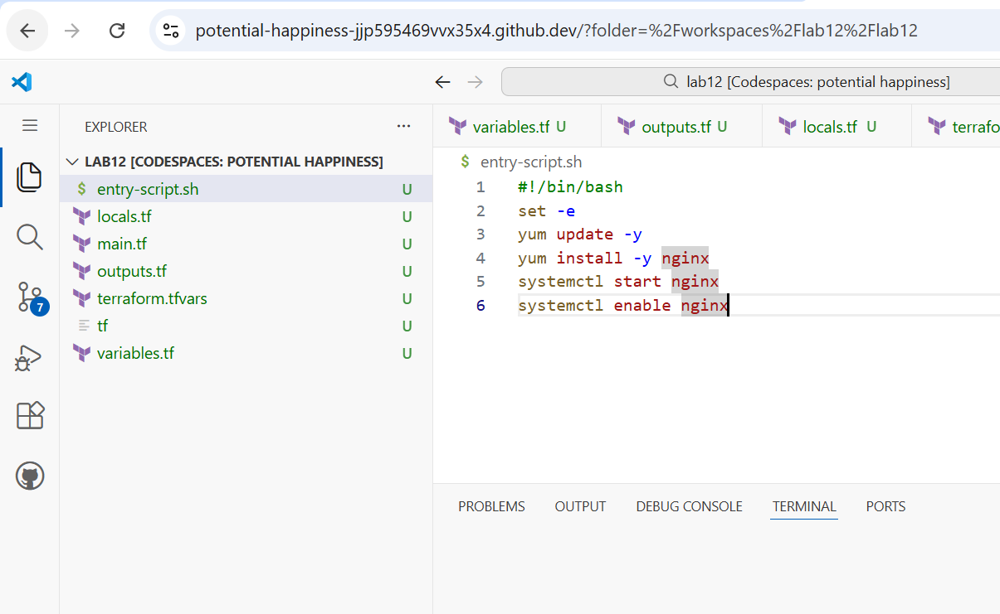 potential-happiness-jjp595469vvx35x4.github.dev/?folder=%2Fworkspaces%2Flab12%2Flab12
lab12 [Codespaces: potential happiness]
EXPLORER
LAB12 [CODESPACES: POTENTIAL HAPPINESS]
$ entry-script.sh U
locals.tf U
main.tf U
outputs.tf U
terraform.tfvars U
tf U
variables.tf U
7
variables.tf U outputs.tf U locals.tf U terrafo
$ entry-script.sh
1 #!/bin/bash
2 set -e
3 yum update -y
4 yum install -y nginx
5 systemctl start nginx
6 systemctl enable nginx
PROBLEMS OUTPUT DEBUG CONSOLE TERMINAL PORTS